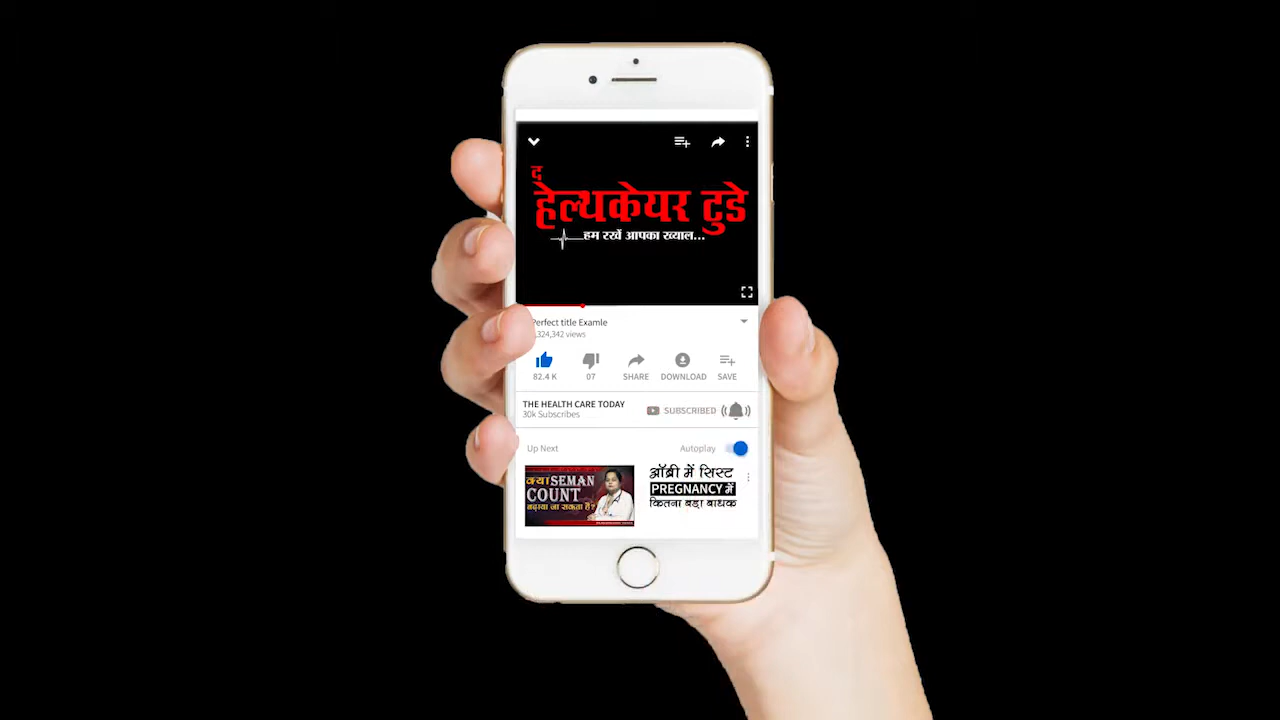 द
हेल्थकेयर टुडे
हम रखें आपका ख्याल...
Perfect title Examle
,324,342 views
82.4 K
07
SHARE
DOWNLOAD
SAVE
THE HEALTH CARE TODAY
30k Subscribes
SUBSCRIBED
Up Next
Autoplay
क्या SEMAN
COUNT
बढ़ाया जा सकता है?
ऑब्री में सिस्ट
PREGNANCY में
कितना बड़ा बाधक